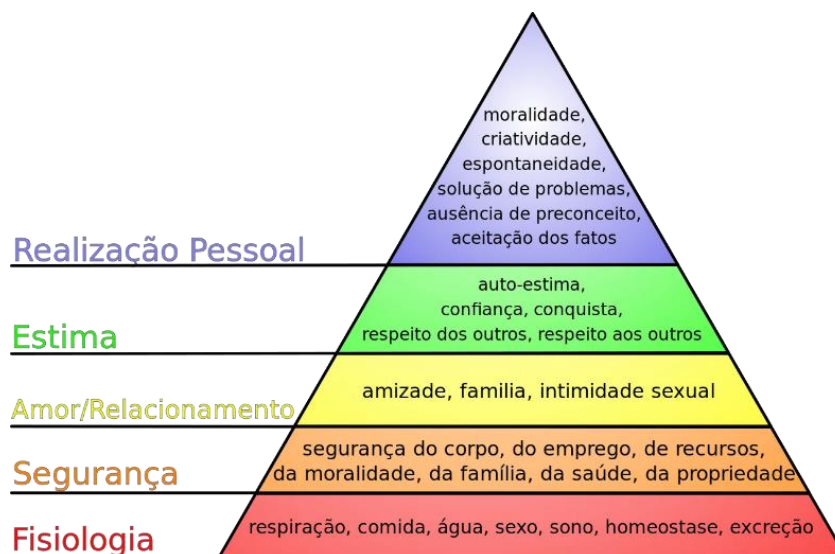 moralidade,
criatividade,
espontaneidade,
solução de problemas,
ausência de preconceito,
aceitação dos fatos
Realização Pessoal
auto-estima,
confiança, conquista,
respeito dos outros, respeito aos outros
Estima
amizade, familia, intimidade sexual
Amor/Relacionamento
segurança do corpo, do emprego, de recursos,
da moralidade, da família, da saúde, da propriedade
Segurança
respiração, comida, água, sexo, sono, homeostase, excreção
Fisiologia